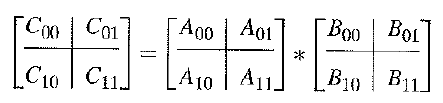 [C00 | C01] = [A00 | A01] * [B00 | B01]
[C10 | C11] [A10 | A11] [B10 | B11]